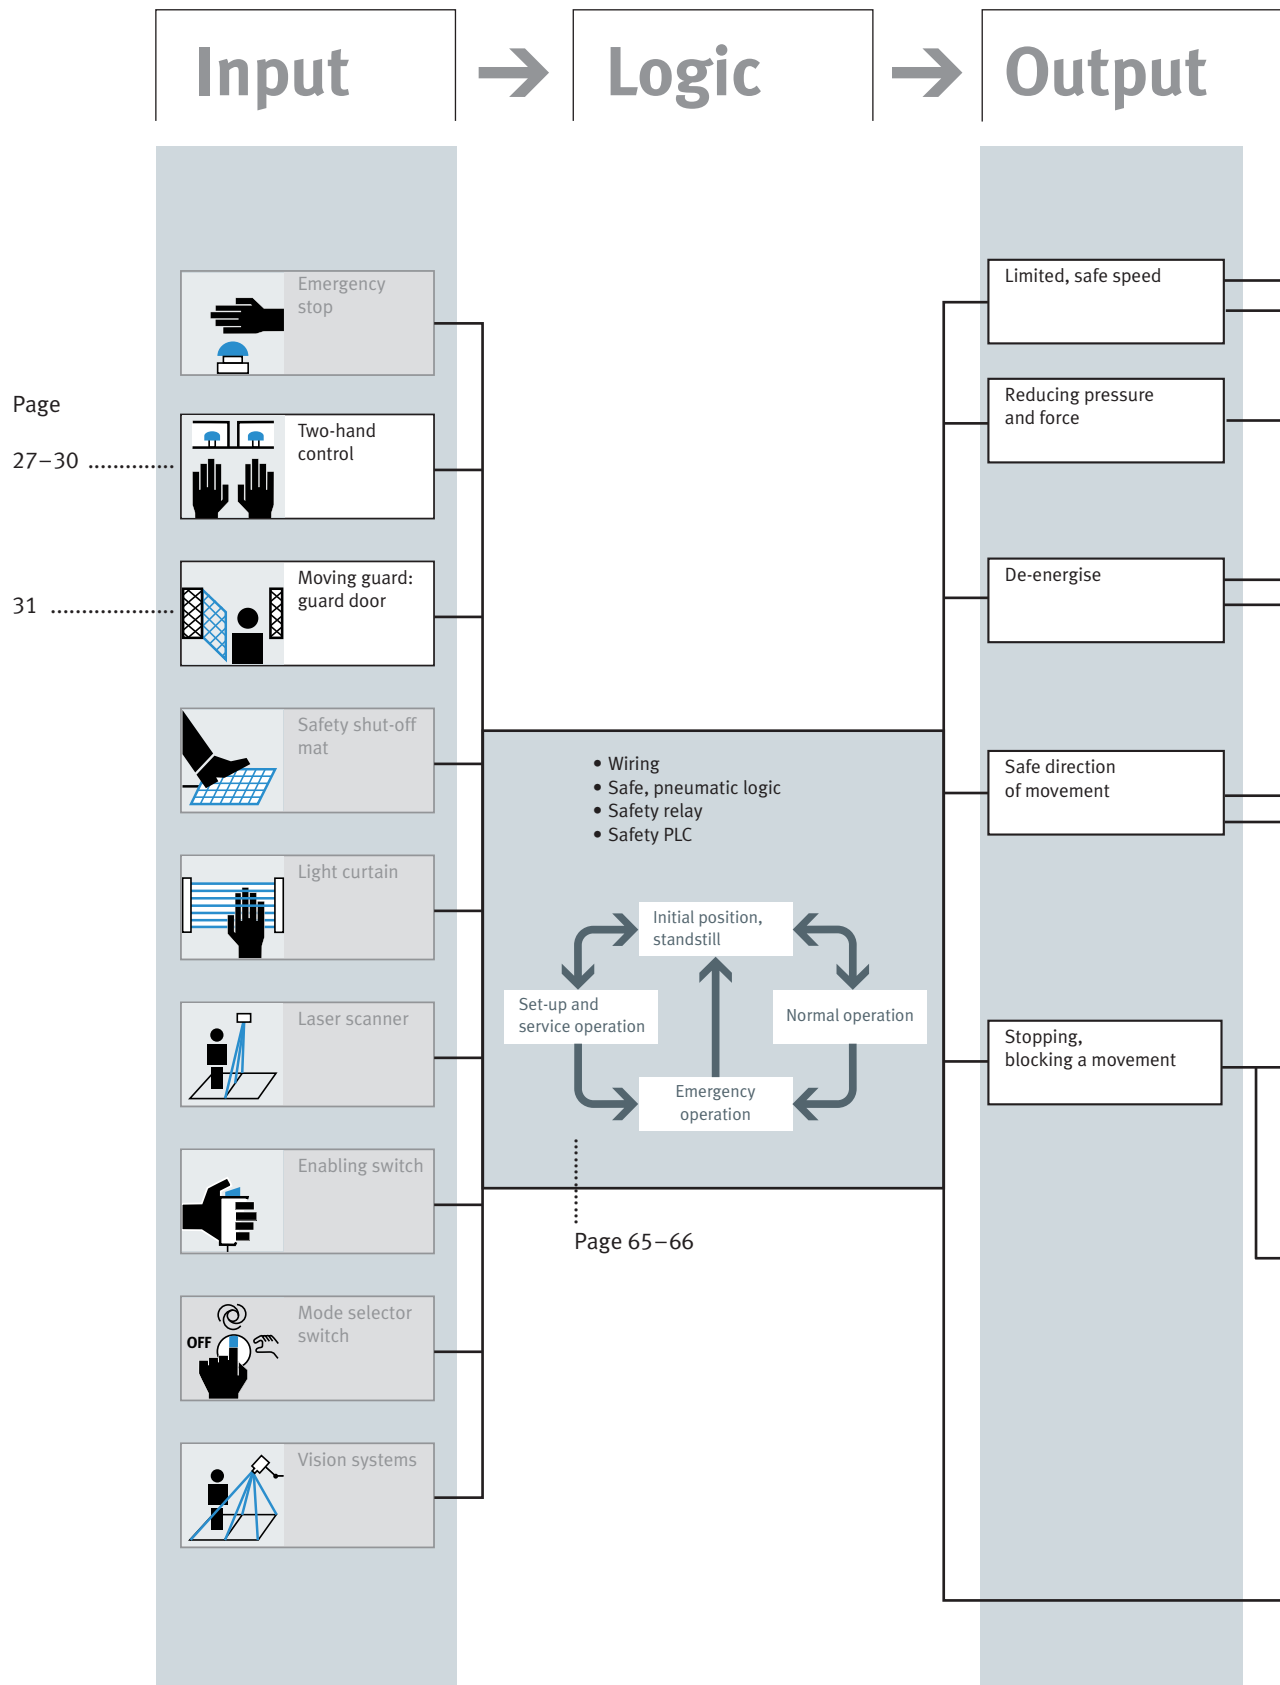 Input
Logic
Output
Emergency
stop
Page
27–30 ..............
Two-hand
control
31 ....................
Moving guard:
guard door
Safety shut-off
mat
Light curtain
Laser scanner
Enabling switch
OFF
Mode selector
switch
Vision systems
• Wiring
• Safe, pneumatic logic
• Safety relay
• Safety PLC
Initial position,
standstill
Set-up and
service operation
Normal operation
Emergency
operation
Page 65–66
Limited, safe speed
Reducing pressure
and force
De-energise
Safe direction
of movement
Stopping,
blocking a movement